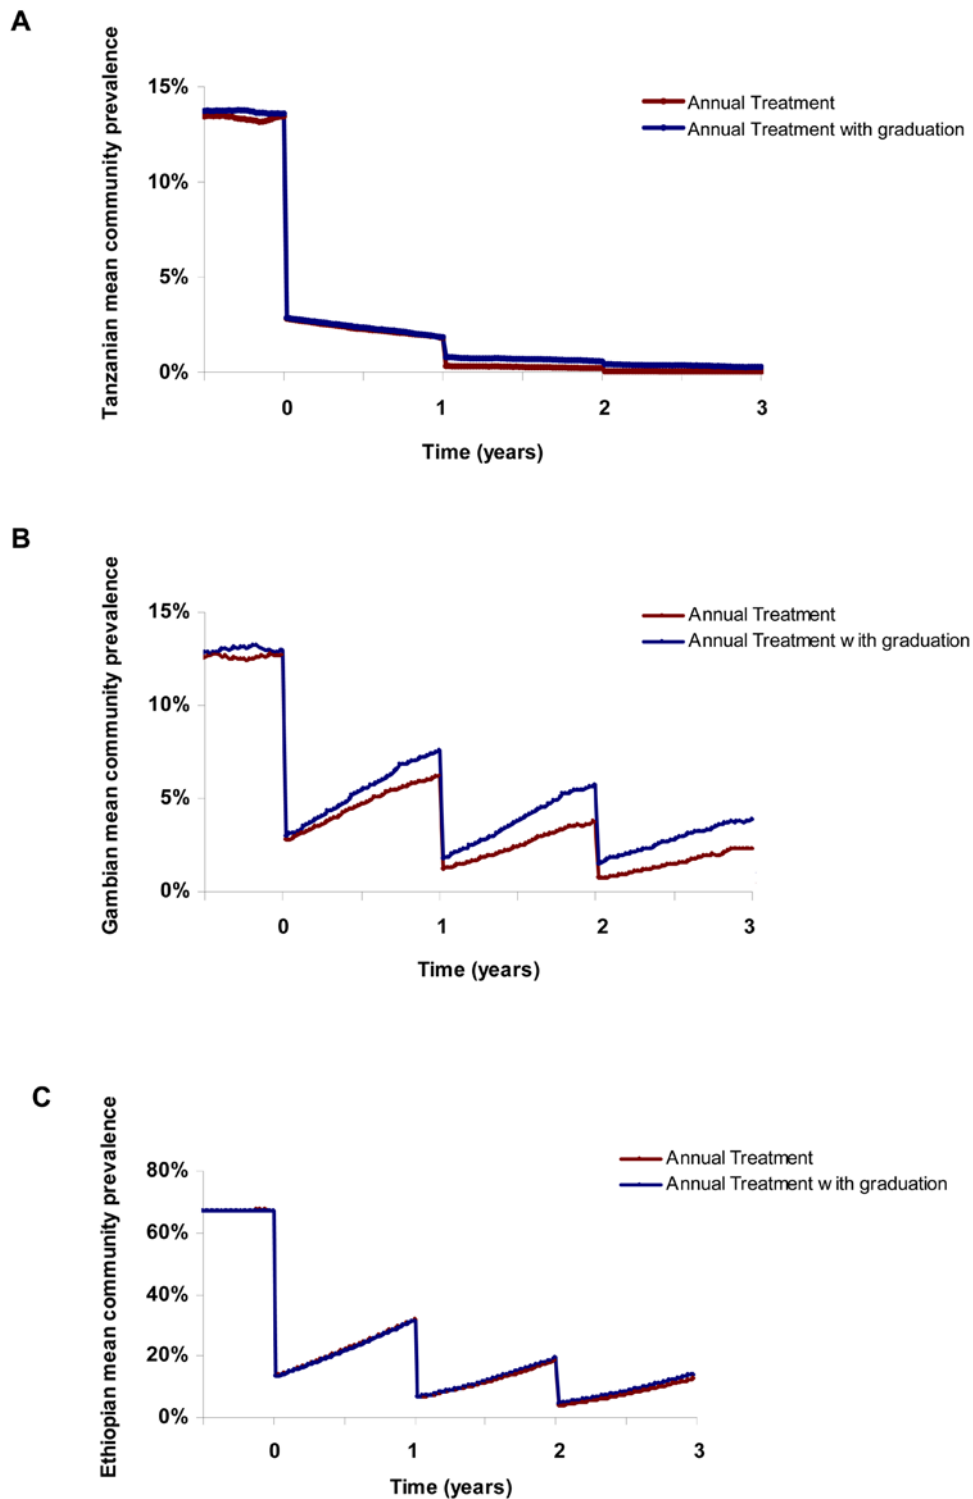 A
Tanzanian mean community prevalence
15%
10%
5%
0%
Annual Treatment
Annual Treatment with graduation
0 1 2 3
Time (years)
B
Gambian mean community prevalence
15%
10%
5%
0%
Annual Treatment
Annual Treatment with graduation
0 1 2 3
Time (years)
C
Ethiopian mean community prevalence
80%
60%
40%
20%
0%
Annual Treatment
Annual Treatment with graduation
0 1 2 3
Time (years)